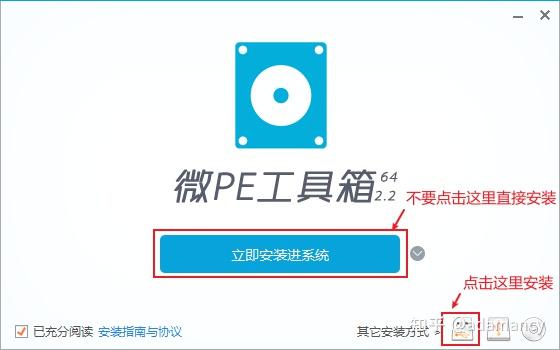 微PE工具箱
64
2.2
不要点击这里直接安装
立即安装进系统
点击这里安装
已充分阅读 安装指南与协议
其它安装方式
知乎 @adamansy